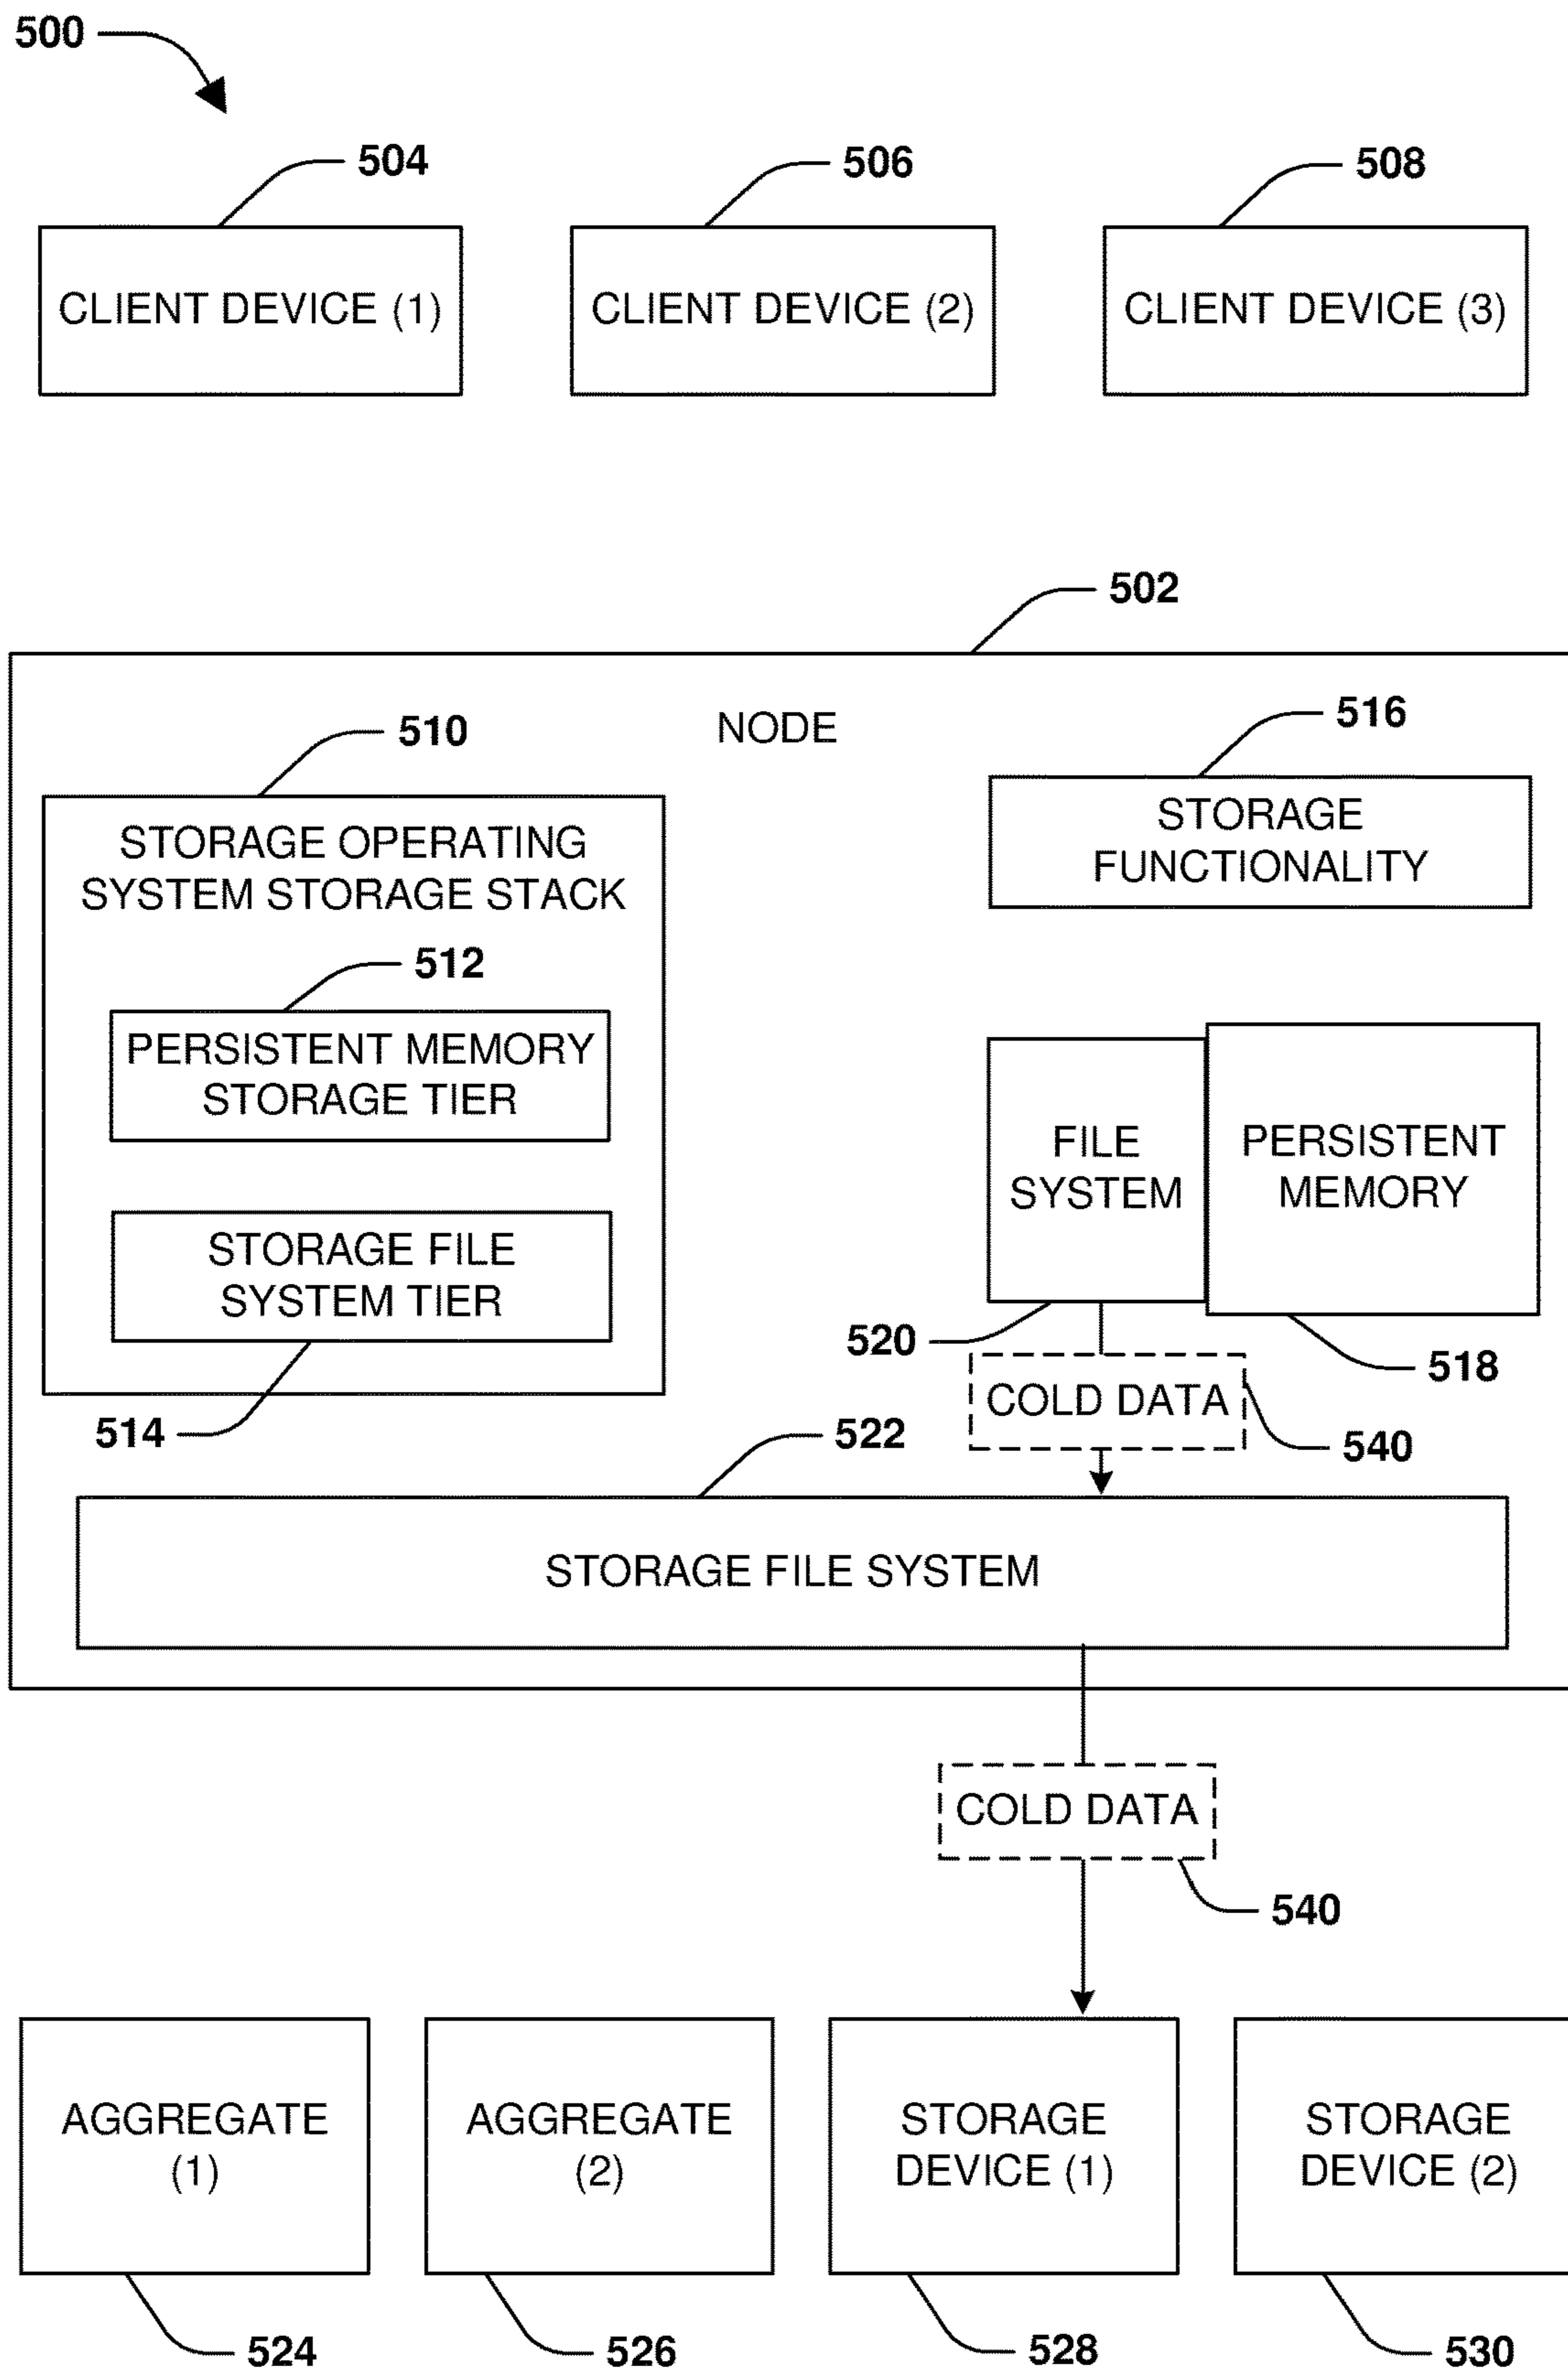 500
504
506
508
CLIENT DEVICE (1)
CLIENT DEVICE (2)
CLIENT DEVICE (3)
502
NODE
510
516
STORAGE OPERATING
SYSTEM STORAGE STACK
STORAGE
FUNCTIONALITY
512
PERSISTENT MEMORY
STORAGE TIER
FILE
SYSTEM
PERSISTENT
MEMORY
STORAGE FILE
SYSTEM TIER
520
518
COLD DATA
514
522
540
STORAGE FILE SYSTEM
COLD DATA
540
AGGREGATE
(1)
AGGREGATE
(2)
STORAGE
DEVICE (1)
STORAGE
DEVICE (2)
524
526
528
530